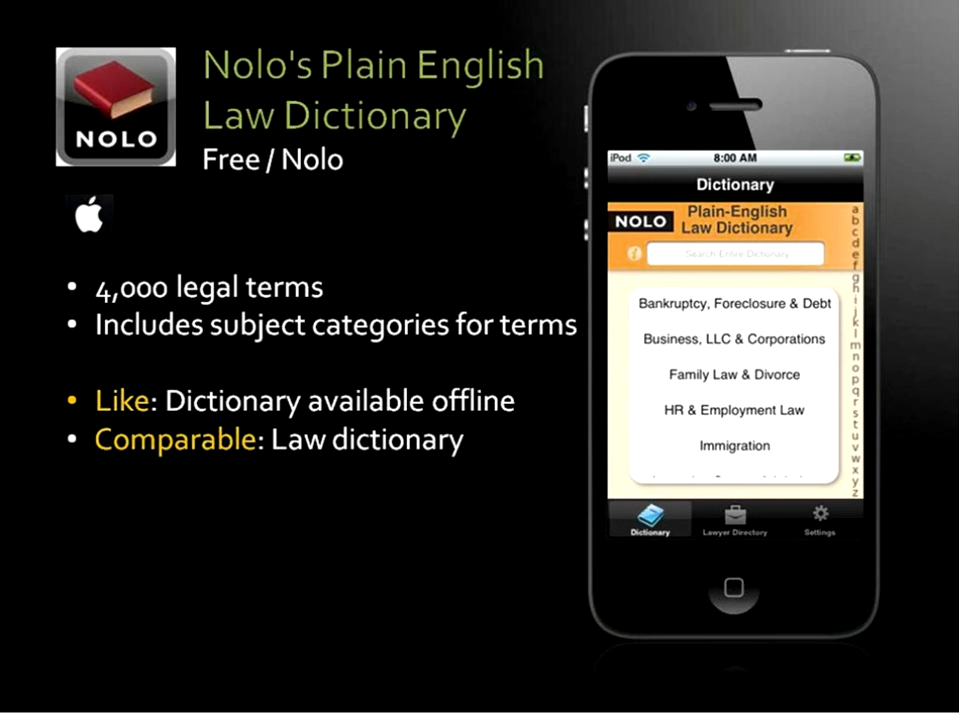 NOLO
Nolo's Plain English
Law Dictionary
Free / Nolo
• 4,000 legal terms
• Includes subject categories for terms
• Like: Dictionary available offline
• Comparable: Law dictionary
iPod 8:00 AM
Dictionary
NOLO
Plain-English
Law Dictionary
Search Entire Dictionary
Bankruptcy, Foreclosure & Debt
Business, LLC & Corporations
Family Law & Divorce
HR & Employment Law
Immigration
a
b
c
d
e
f
g
h
i
j
k
l
m
n
o
p
q
r
s
t
u
v
w
x
y
z
Dictionary Lawyer Directory Settings